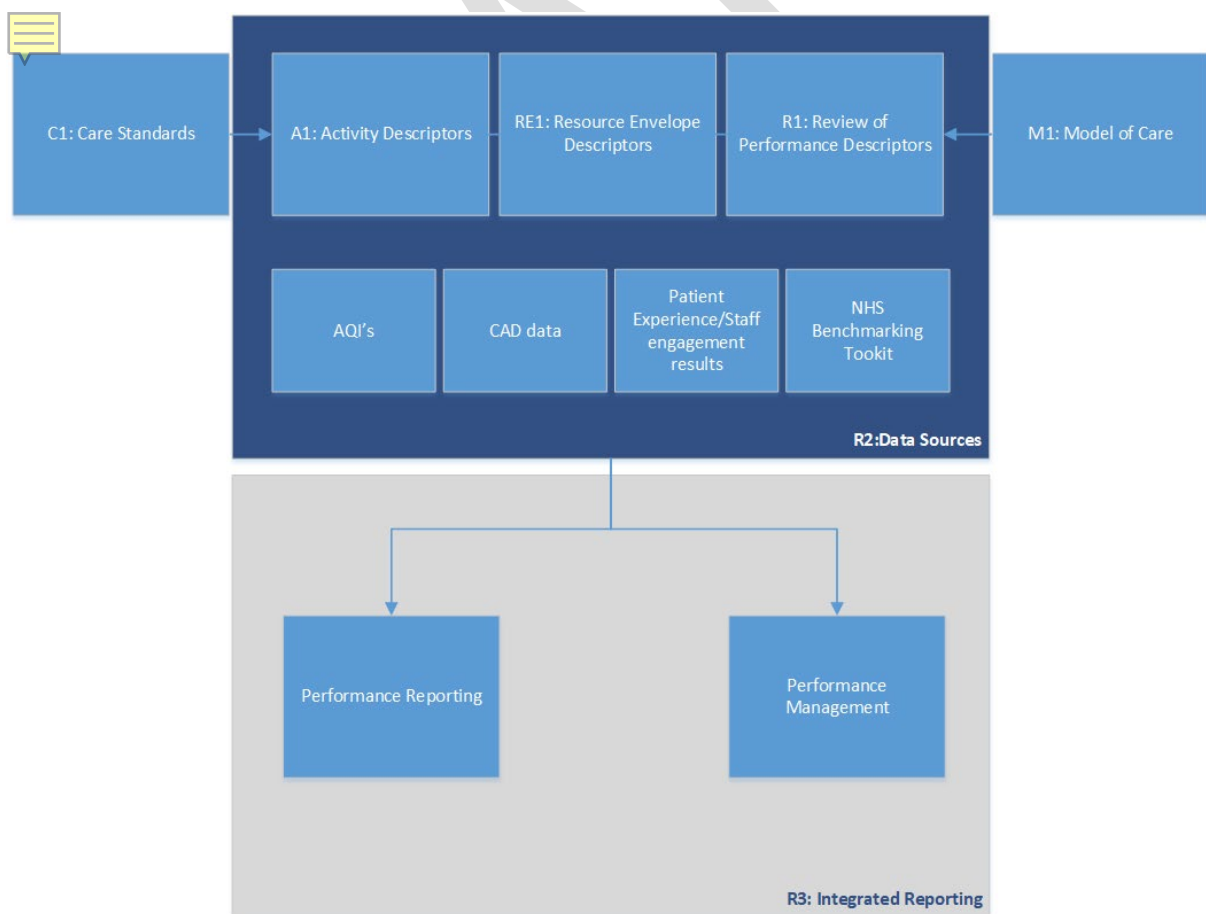 C1: Care Standards
A1: Activity Descriptors
RE1: Resource Envelope
Descriptors
R1: Review of
Performance Descriptors
M1: Model of Care
AQI's
CAD data
Patient
Experience/Staff
engagement
results
NHS
Benchmarking
Tookit
R2:Data Sources
Performance Reporting
Performance
Management
R3: Integrated Reporting